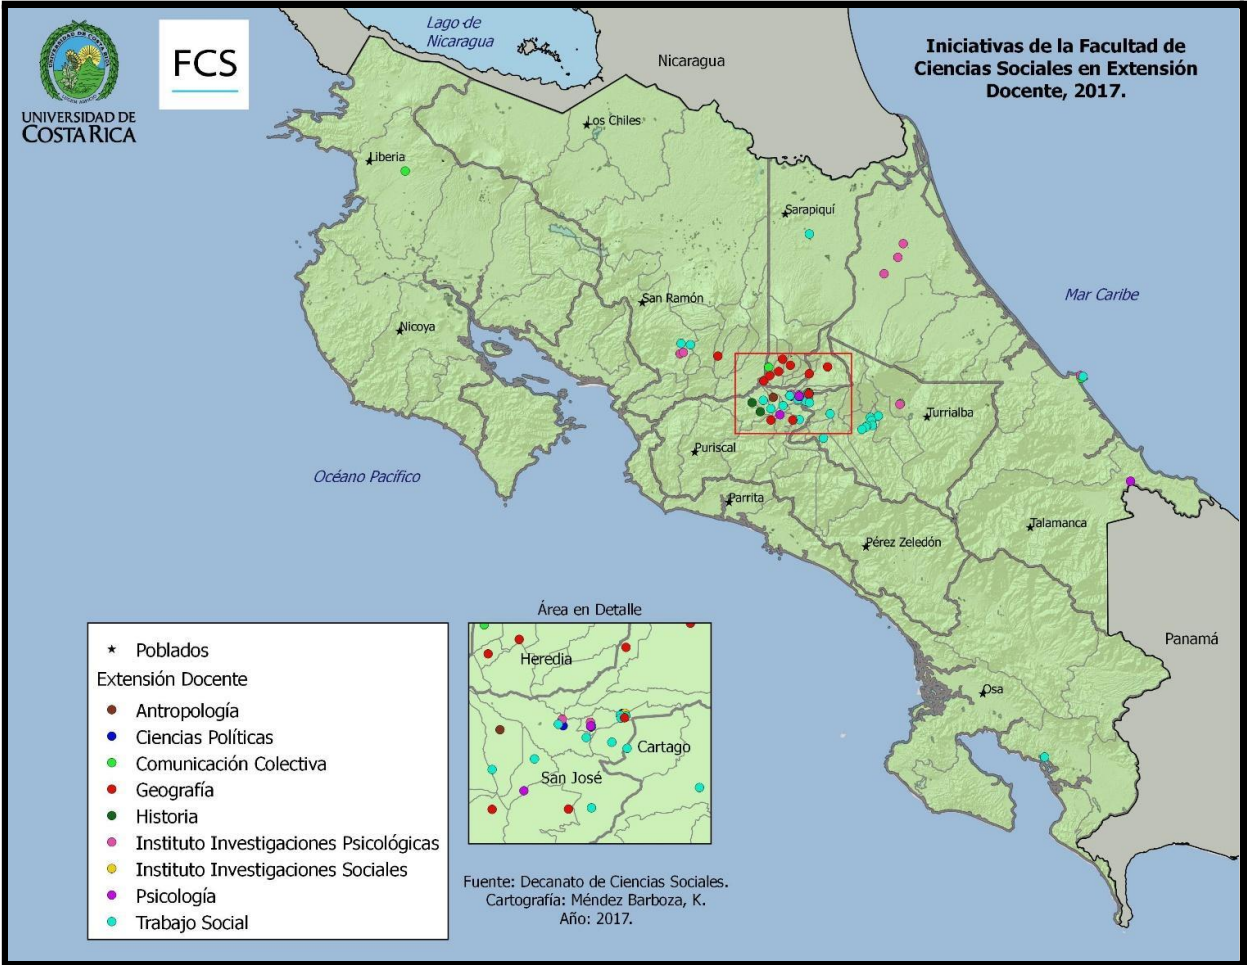 UNIVERSIDAD DE
COSTA RICA
FCS
Iniciativas de la Facultad de
Ciencias Sociales en Extensión
Docente, 2017.
Lago de
Nicaragua
Nicaragua
Los Chiles
Liberia
Sarapiquí
San Ramón
Mar Caribe
Nicoya
Turrialba
Puriscal
Océano Pacífico
Parrita
Talamanca
Pérez Zeledón
Panamá
Osa
Poblados
Extensión Docente
Antropología
Ciencias Políticas
Comunicación Colectiva
Geografía
Historia
Instituto Investigaciones Psicológicas
Instituto Investigaciones Sociales
Psicología
Trabajo Social
Área en Detalle
Heredia
Cartago
San José
Fuente: Decanato de Ciencias Sociales.
Cartografía: Méndez Barboza, K.
Año: 2017.